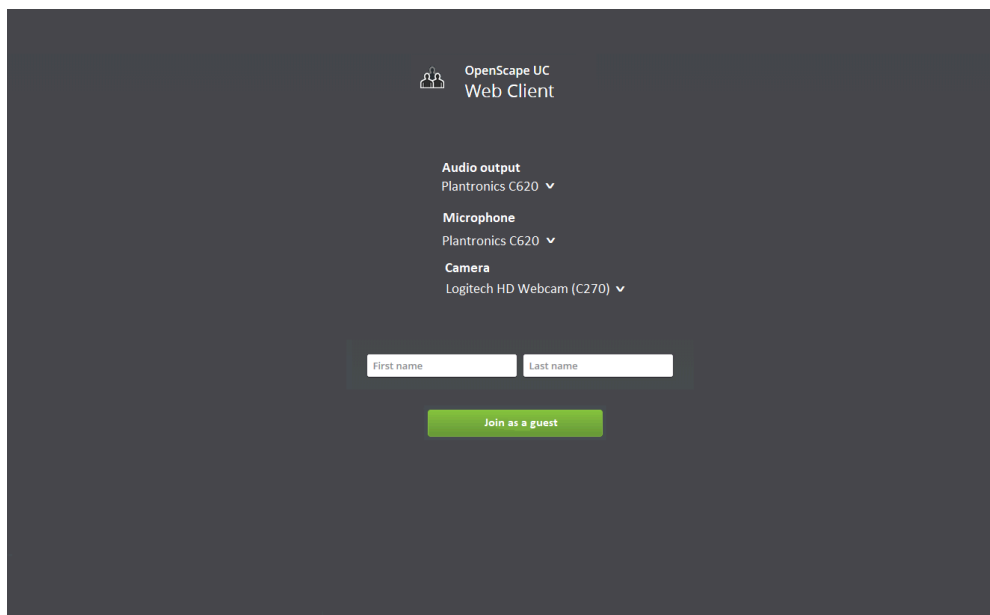 OpenScape UC
Web Client
Audio output
Plantronics C620
Microphone
Plantronics C620
Camera
Logitech HD Webcam (C270)
First name Last name
Join as a guest